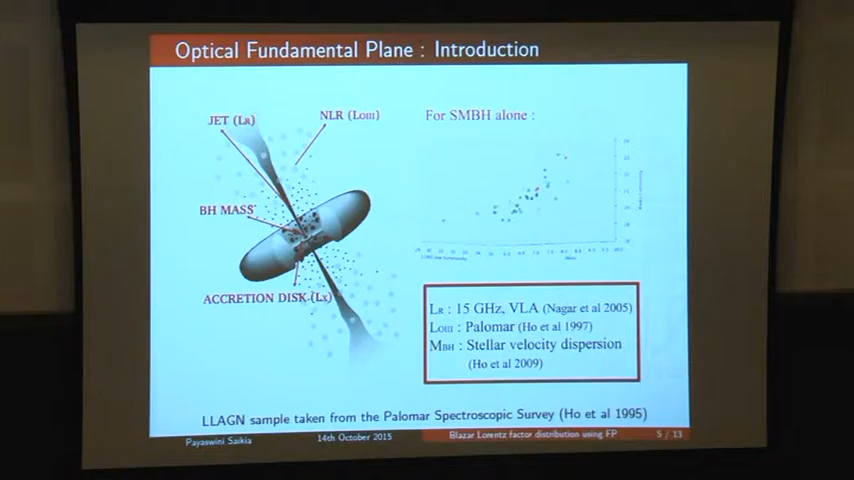 Optical Fundamental Plane : Introduction
JET (LR)
NLR (LOIII)
For SMBH alone :
BH MASS
ACCRETION DISK (LX)
LR : 15 GHz, VLA (Nagar et al 2005)
LOIII : Palomar (Ho et al 1997)
MBH : Stellar velocity dispersion
(Ho et al 2009)
LLAGN sample taken from the Palomar Spectroscopic Survey (Ho et al 1995)
Payaswini Saikia
14th October 2015
Blazar Lorentz factor distribution using FP
5 / 13